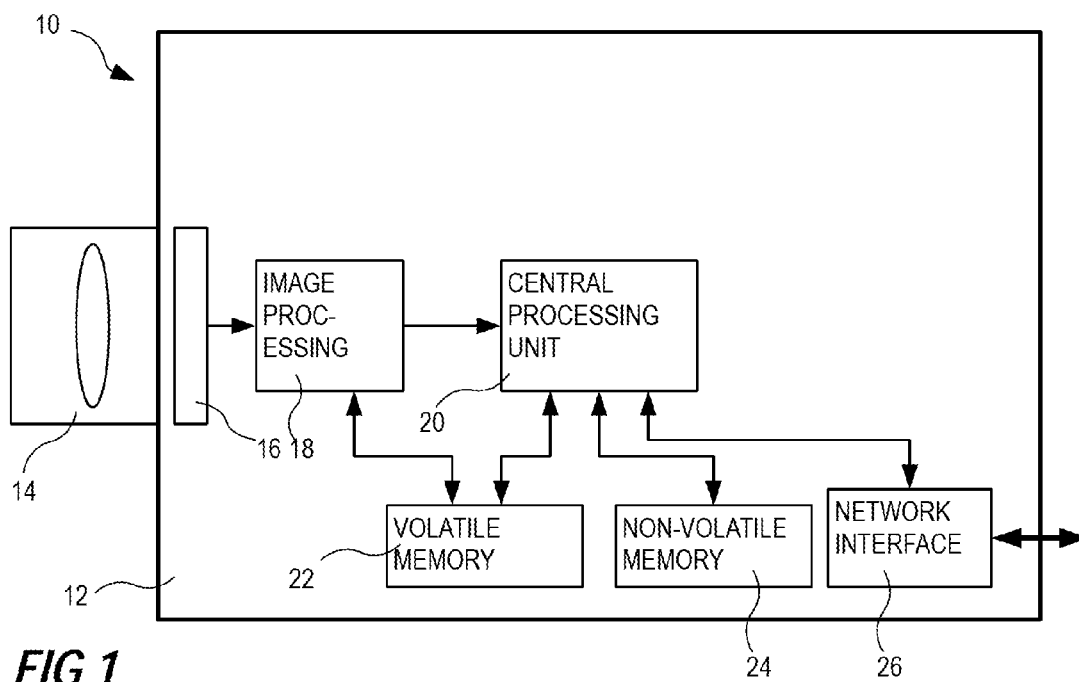 10
IMAGE
PROC-
ESSING
CENTRAL
PROCESSING
UNIT
14
16
18
20
VOLATILE
MEMORY
NON-VOLATILE
MEMORY
NETWORK
INTERFACE
22
12
24
26
FIG 1